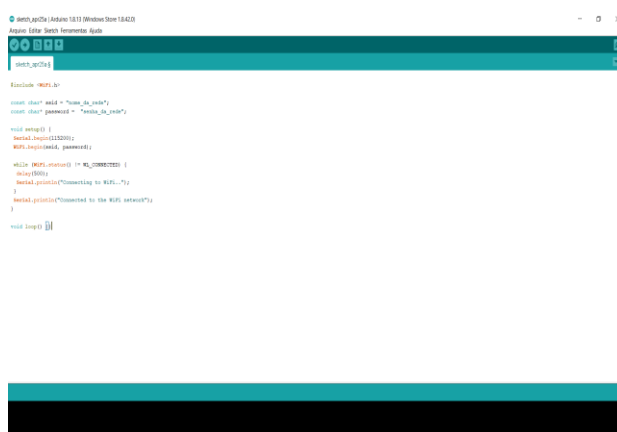 sketch_apr25a | Arduino 1.8.13 (Windows Store 1.8.42.0)
Arquivo Editar Sketch Ferramentas Ajuda
sketch_apr25a §
#include <WiFi.h>
const char* ssid = "nome_da_rede";
const char* password =  "senha_da_rede";
void setup() {
Serial.begin(115200);
WiFi.begin(ssid, password);
while (WiFi.status() != WL_CONNECTED) {
delay(500);
Serial.println("Connecting to WiFi..");
}
Serial.println("Connected to the WiFi network");
}
void loop() {}